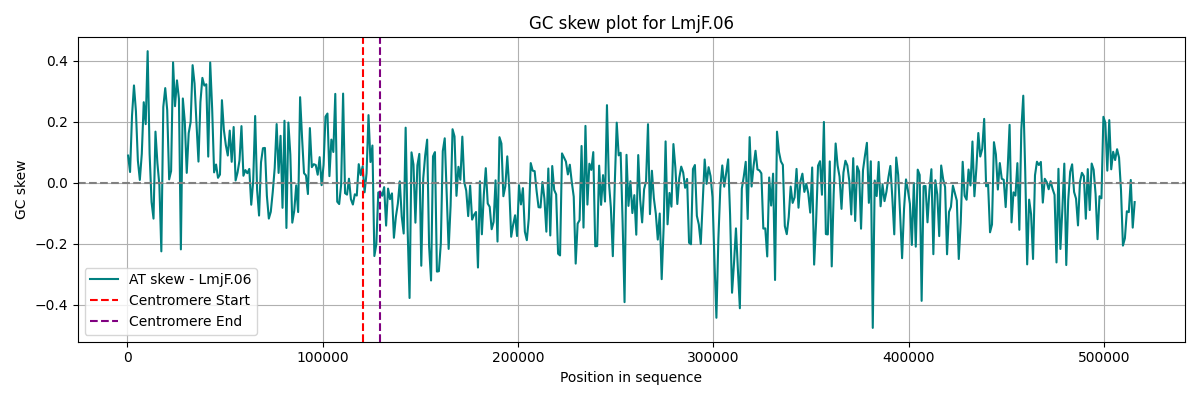 GC skew plot for LmjF.06
GC skew
0.4
0.2
0.0
−0.2
−0.4
AT skew - LmjF.06
Centromere Start
Centromere End
0 100000 200000 300000 400000 500000
Position in sequence